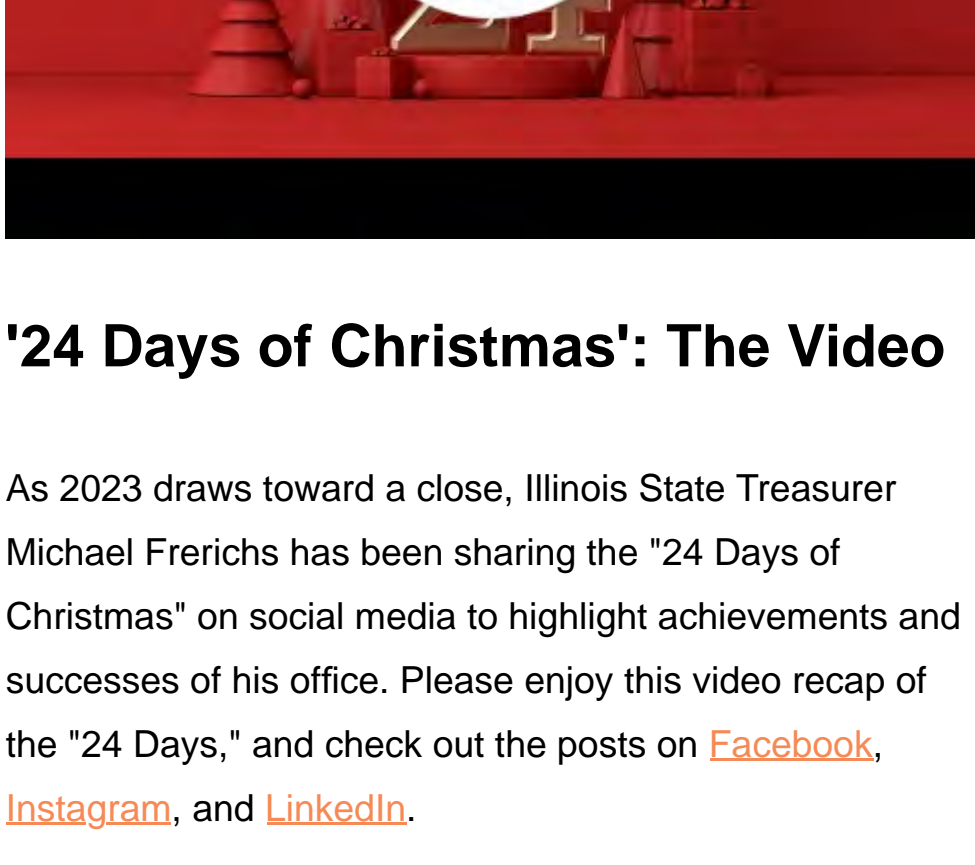 24
'24 Days of Christmas': The Video
As 2023 draws toward a close, Illinois State Treasurer
Michael Frerichs has been sharing the "24 Days of
Christmas" on social media to highlight achievements and
successes of his office. Please enjoy this video recap of
the "24 Days," and check out the posts on Facebook,
Instagram, and LinkedIn.